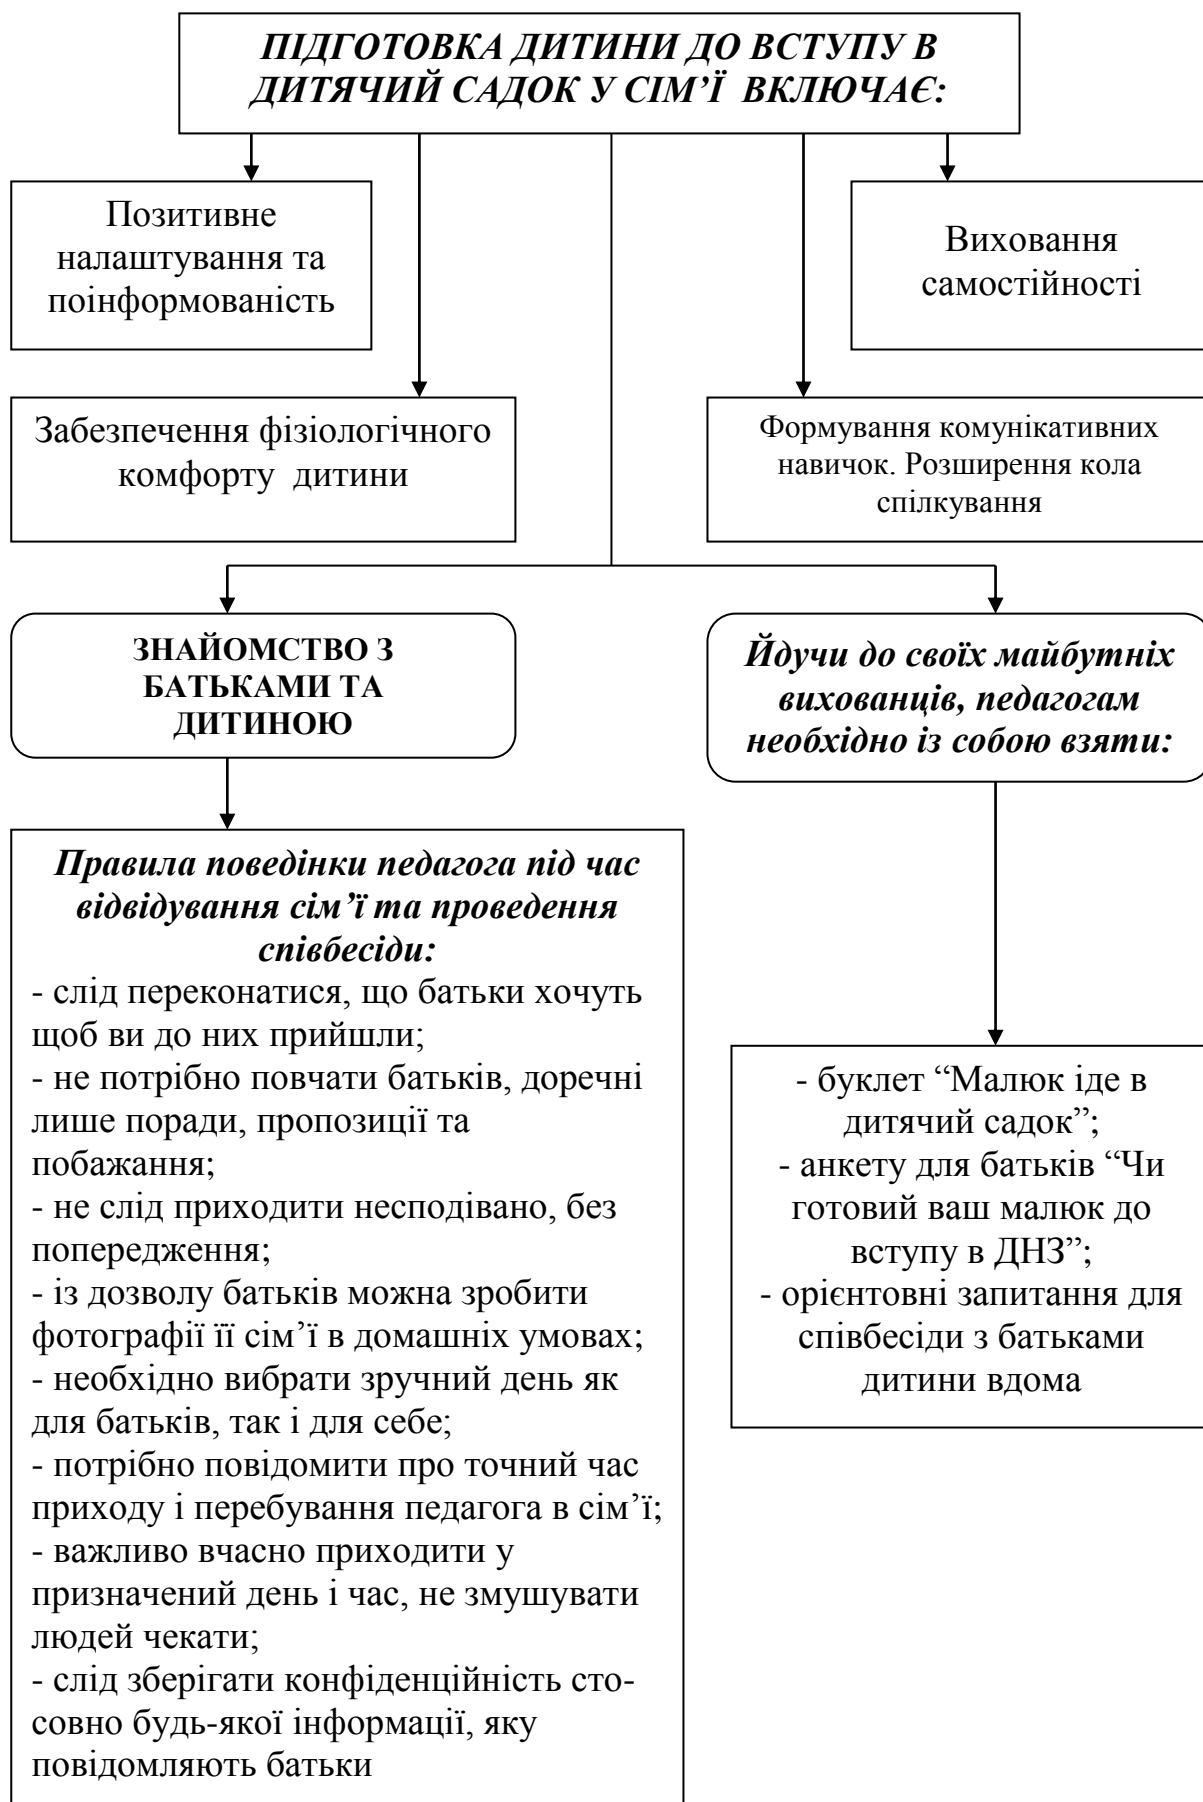 ПІДГОТОВКА ДИТИНИ ДО ВСТУПУ В
ДИТЯЧИЙ САДОК У СІМ’Ї ВКЛЮЧАЄ:
Позитивне
налаштування та
поінформованість
Виховання
самостійності
Забезпечення фізіологічного
комфорту дитини
Формування комунікативних
навичок. Розширення кола
спілкування
ЗНАЙОМСТВО З
БАТЬКАМИ ТА
ДИТИНОЮ
Йдучи до своїх майбутніх
вихованців, педагогам
необхідно із собою взяти:
Правила поведінки педагога під час
відвідування сім’ї та проведення
співбесіди:
- слід переконатися, що батьки хочуть
щоб ви до них прийшли;
- не потрібно повчати батьків, доречні
лише поради, пропозиції та
побажання;
- не слід приходити несподівано, без
попередження;
- із дозволу батьків можна зробити
фотографії її сім’ї в домашніх умовах;
- необхідно вибрати зручний день як
для батьків, так і для себе;
- потрібно повідомити про точний час
приходу і перебування педагога в сім’ї;
- важливо вчасно приходити у
призначений день і час, не змушувати
людей чекати;
- слід зберігати конфіденційність сто-
совно будь-якої інформації, яку
повідомляють батьки
- буклет “Малюк іде в
дитячий садок”;
- анкету для батьків “Чи
готовий ваш малюк до
вступу в ДНЗ”;
- орієнтовні запитання для
співбесіди з батьками
дитини вдома